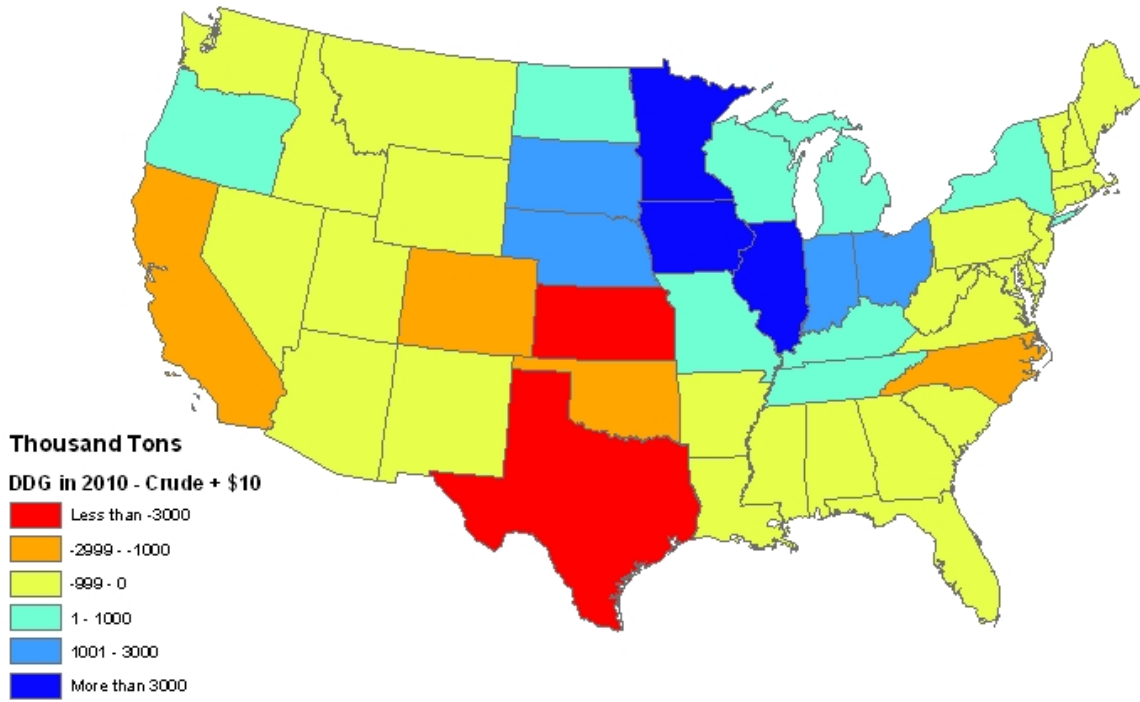 Thousand Tons
DDG in 2010 - Crude + $10
Less than -3000
-2999 - -1000
-999 - 0
1 - 1000
1001 - 3000
More than 3000